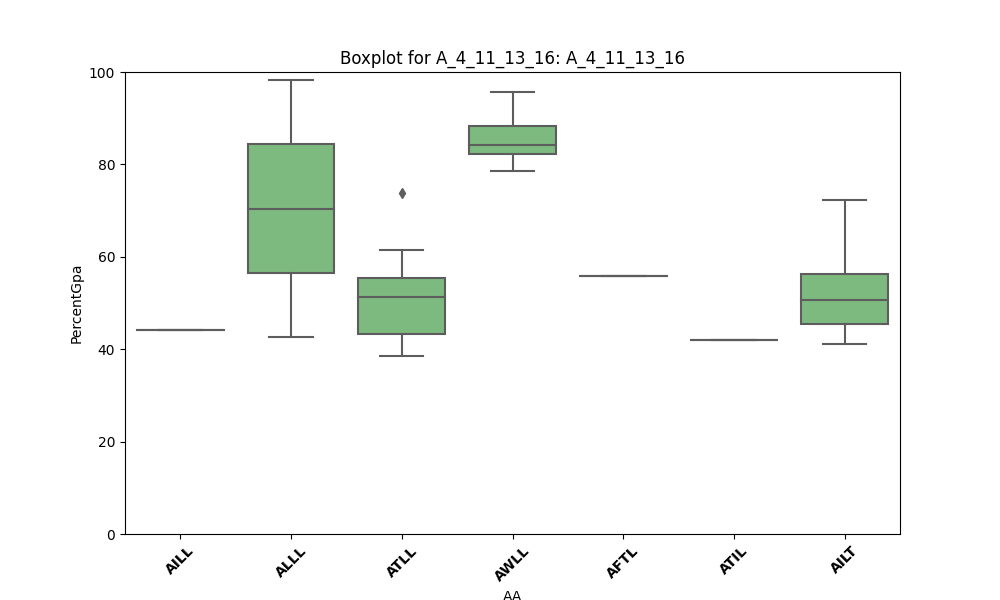 Boxplot for A_4_11_13_16: A_4_11_13_16
100
80
60
40
20
0
PercentGpa
AILL
ALLL
ATLL
AWLL
AFTL
ATIL
AILT
AA